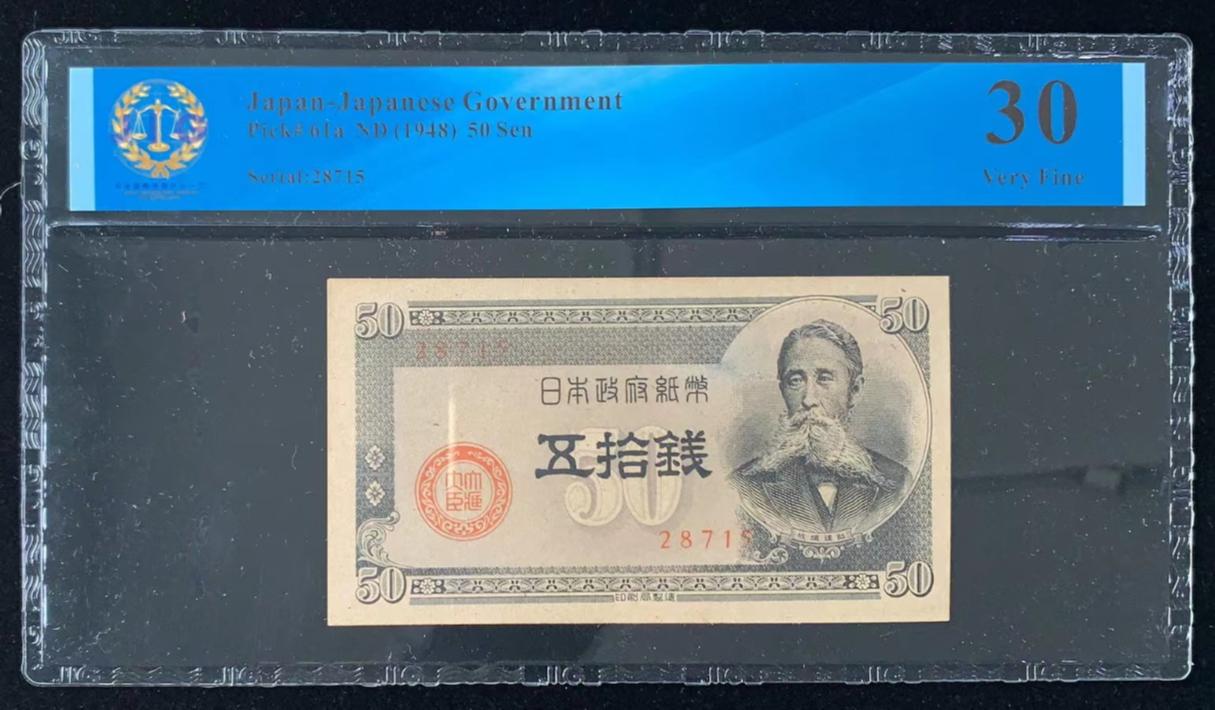 Japan-Japanese Government
Pick# 61a ND (1948) 50 Sen
Serial:28715
30
Very Fine
50
50
28715
日本政府紙幣
五拾銭
50
28715
50
50